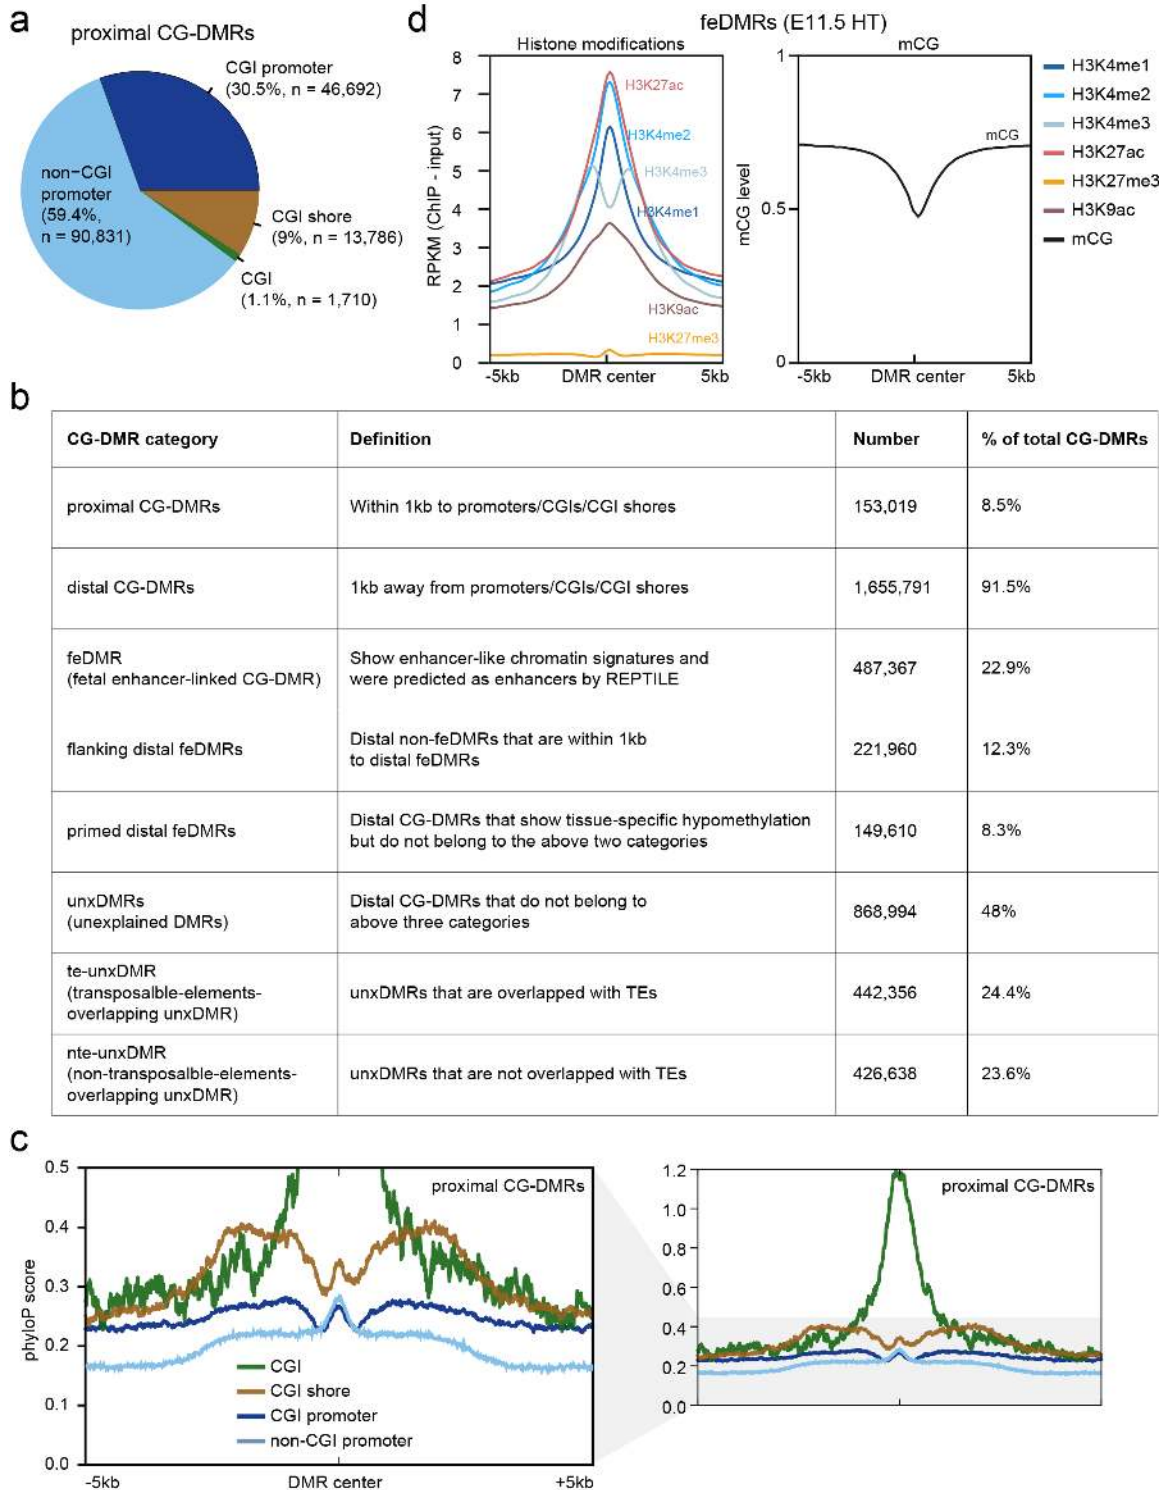 a
proximal CG-DMRs
CGI promoter
(30.5%, n = 46,692)
non-CGI
promoter
(59.4%,
n = 90,831)
CGI shore
(9%, n = 13,786)
CGI
(1.1%, n = 1,710)
d
feDMRs (E11.5 HT)
Histone modifications
8
7
6
5
4
3
2
1
0
RPKM (ChIP - input)
H3K27ac
H3K4me2
H3K4me3
H3K4me1
H3K9ac
H3K27me3
-5kb
DMR center
5kb
mCG
1
0.5
0
mCG level
mCG
-5kb
DMR center
5kb
H3K4me1
H3K4me2
H3K4me3
H3K27ac
H3K27me3
H3K9ac
mCG
b
CG-DMR category
Definition
Number
% of total CG-DMRs
proximal CG-DMRs
Within 1kb to promoters/CGIs/CGI shores
153,019
8.5%
distal CG-DMRs
1kb away from promoters/CGIs/CGI shores
1,655,791
91.5%
feDMR
(fetal enhancer-linked CG-DMR)
Show enhancer-like chromatin signatures and
were predicted as enhancers by REPTILE
487,367
22.9%
flanking distal feDMRs
Distal non-feDMRs that are within 1kb
to distal feDMRs
221,960
12.3%
primed distal feDMRs
Distal CG-DMRs that show tissue-specific hypomethylation
but do not belong to the above two categories
149,610
8.3%
unxDMRs
(unexplained DMRs)
Distal CG-DMRs that do not belong to
above three categories
868,994
48%
te-unxDMR
(transposalble-elements-
overlapping unxDMR)
unxDMRs that are overlapped with TEs
442,356
24.4%
nte-unxDMR
(non-transposalble-elements-
overlapping unxDMR)
unxDMRs that are not overlapped with TEs
426,638
23.6%
c
0.5
0.4
0.3
0.2
0.1
0.0
phyloP score
proximal CG-DMRs
CGI
CGI shore
CGI promoter
non-CGI promoter
-5kb
DMR center
+5kb
1.2
1.0
0.8
0.6
0.4
0.2
0.0
proximal CG-DMRs